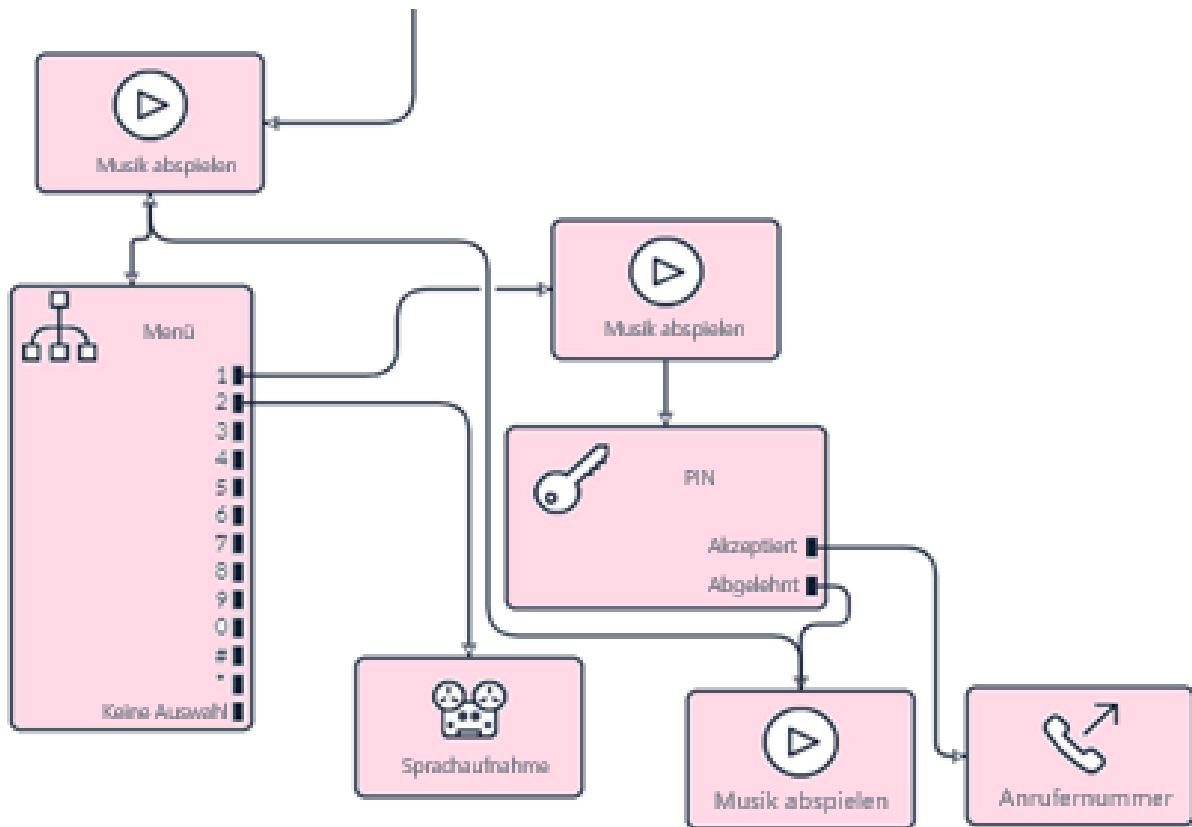 Musik abspielen
Musik abspielen
Menü
1
2
3
4
5
6
7
8
9
0
#
*
Keine Auswahl
PIN
Akzeptiert
Abgelehnt
Sprachaufnahme
Musik abspielen
Anrufernummer